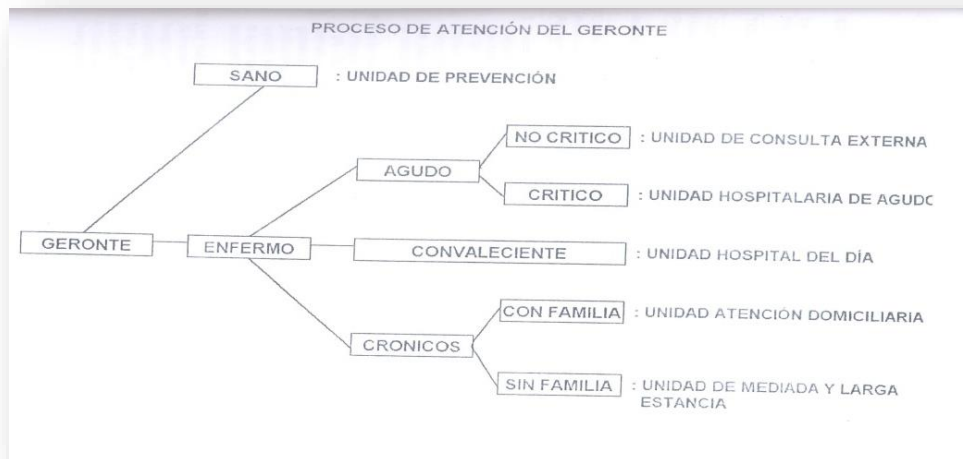 PROCESO DE ATENCIÓN DEL GERONTE
SANO : UNIDAD DE PREVENCIÓN
NO CRITICO : UNIDAD DE CONSULTA EXTERNA
AGUDO
CRITICO : UNIDAD HOSPITALARIA DE AGUDO
GERONTE ENFERMO CONVALECIENTE : UNIDAD HOSPITAL DEL DÍA
CON FAMILIA : UNIDAD ATENCIÓN DOMICILIARIA
CRONICOS
SIN FAMILIA : UNIDAD DE MEDIADA Y LARGA
ESTANCIA